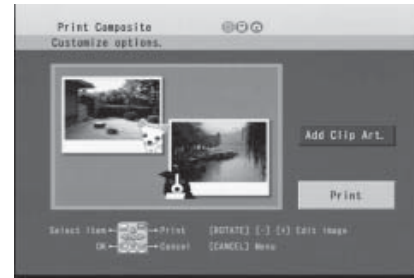 Print Composite
Customize options.
Add Clip Art.
Print
Select Item Print [ROTATE] [-] [+] Edit image
OK Cancel [CANCEL] Menu